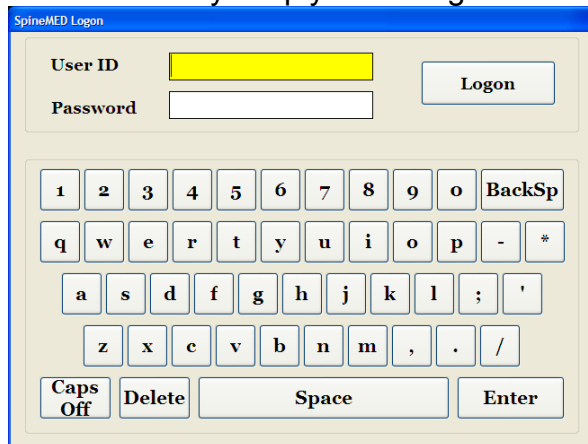 SpineMED Logon
User ID
Logon
Password
1 2 3 4 5 6 7 8 9 0 BackSp
q w e r t y u i o p - *
a s d f g h j k l ; '
z x c v b n m , . /
Caps Off Delete Space Enter